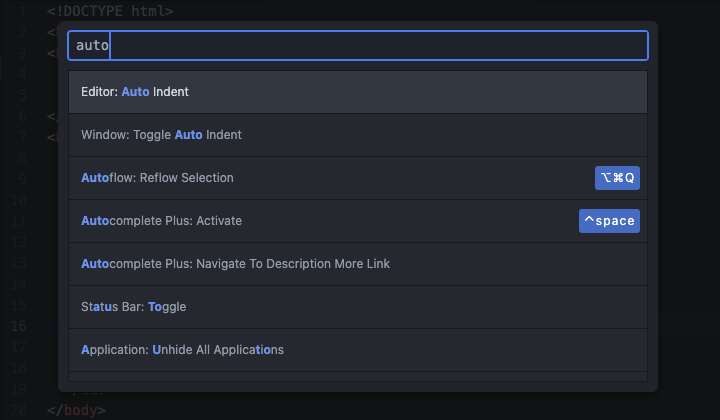 1 <!DOCTYPE html>
2
3
4
5
6
7
8
9
10
11
12
13
14
15
16
17
18
19
20 </body>
auto
Editor: Auto Indent
Window: Toggle Auto Indent
Autoflow: Reflow Selection ⌥⌘Q
Autocomplete Plus: Activate ^space
Autocomplete Plus: Navigate To Description More Link
Status Bar: Toggle
Application: Unhide All Applications